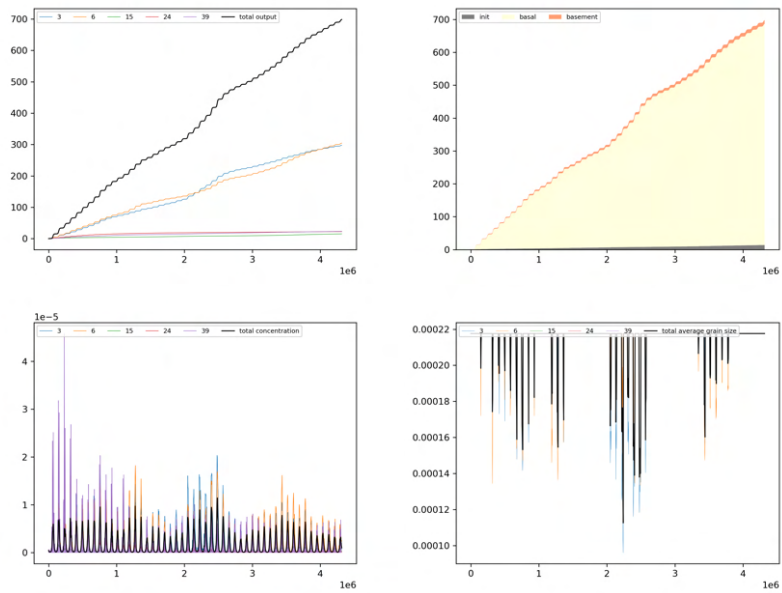 3 6 15 24 39 total output
700
600
500
400
300
200
100
0
0 1 2 3 4
1e6
init basal basement
700
600
500
400
300
200
100
0
0 1 2 3 4
1e6
1e-5
3 6 15 24 39 total concentration
4
3
2
1
0
0 1 2 3 4
1e6
3 6 15 24 39 total average grain size
0.00022
0.00020
0.00018
0.00016
0.00014
0.00012
0.00010
0 1 2 3 4
1e6